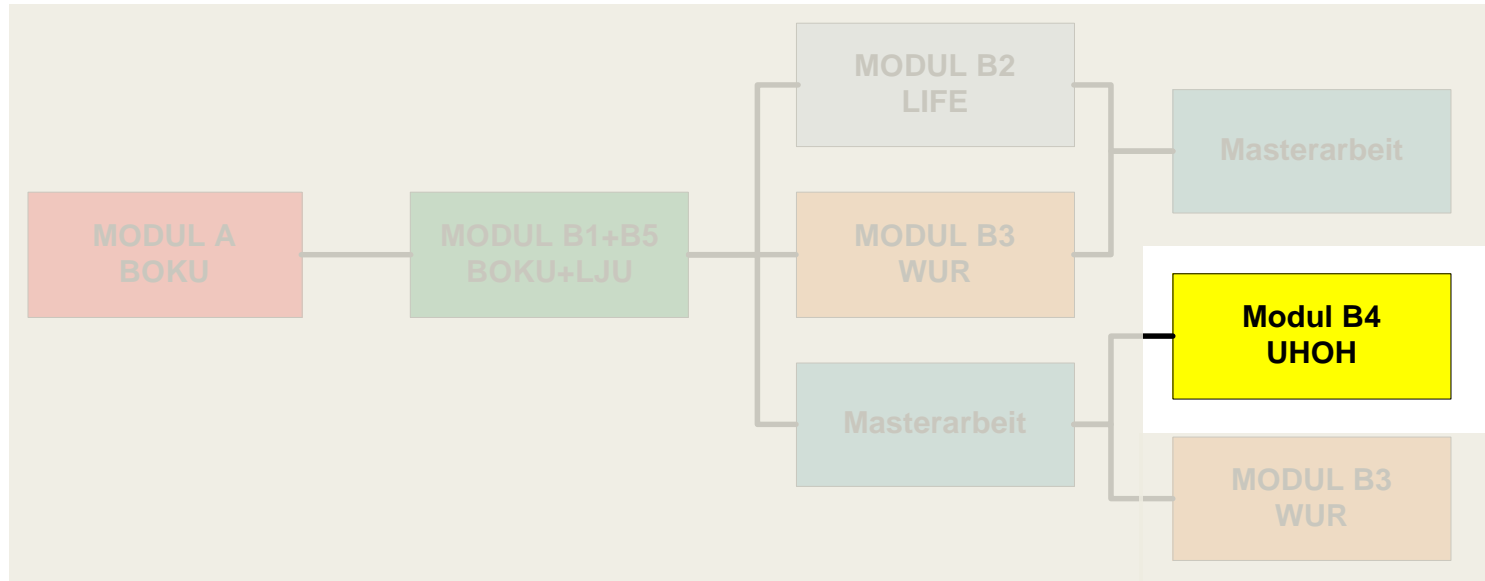 MODUL A
BOKU
MODUL B1+B5
BOKU+LJU
MODUL B2
LIFE
MODUL B3
WUR
Masterarbeit
Masterarbeit
Modul B4
UHOH
MODUL B3
WUR